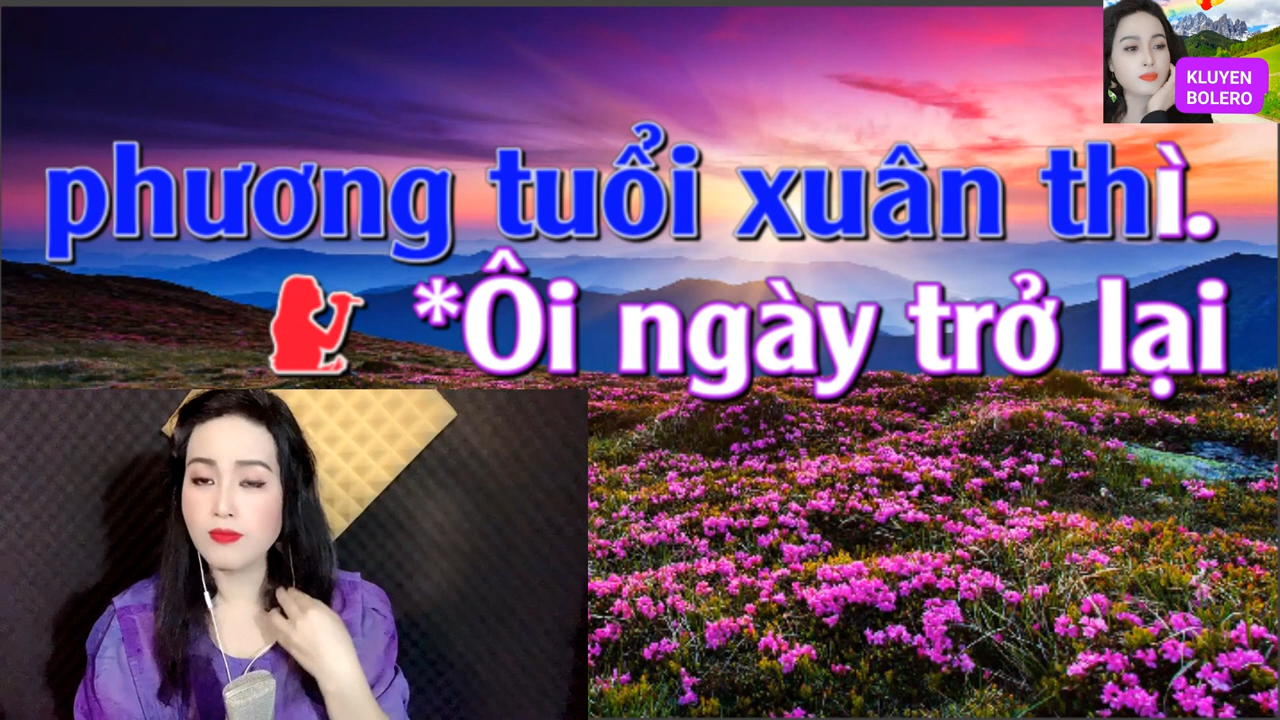 KLUYEN
BOLERO
phương tuổi xuân thì.
*Ôi ngày trở lại